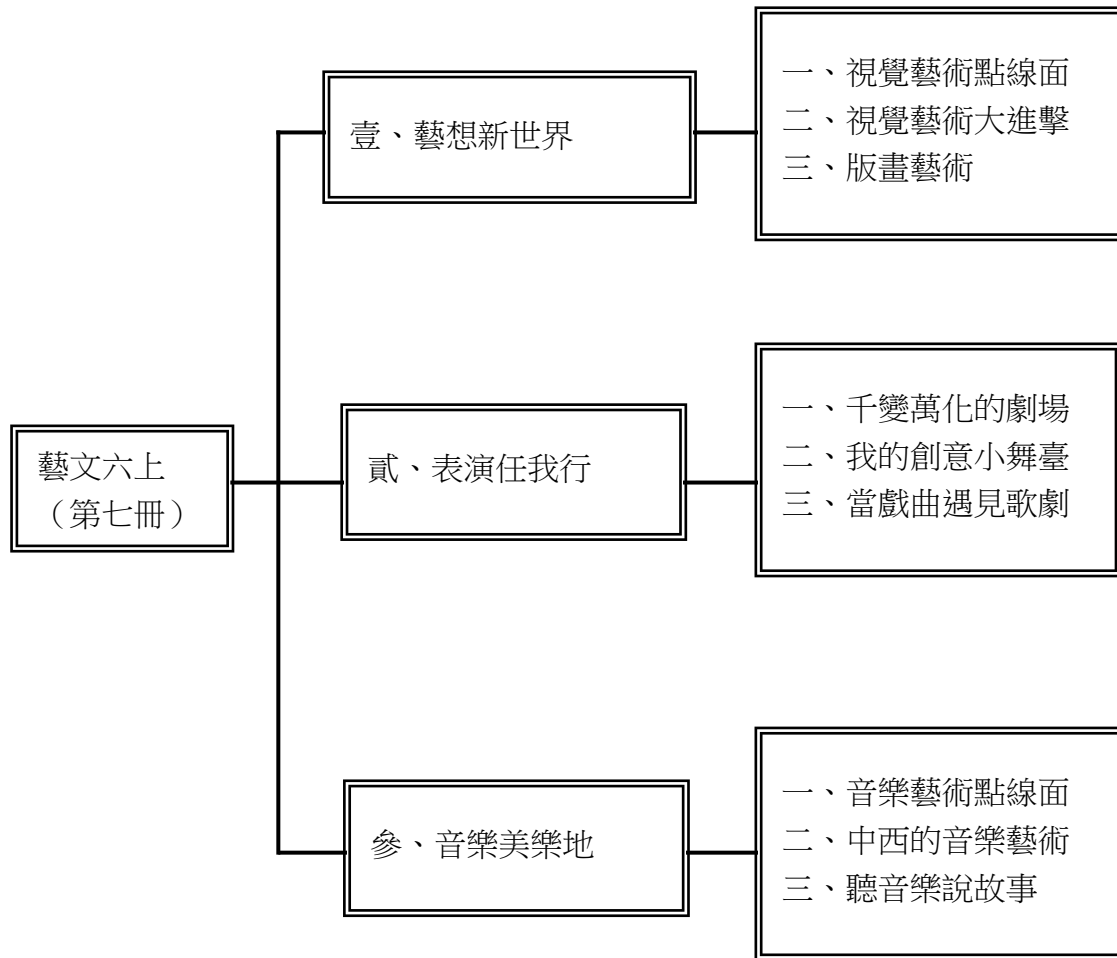 藝文六上
（第七冊）
壹、藝想新世界
一、視覺藝術點線面
二、視覺藝術大進擊
三、版畫藝術
貳、表演任我行
一、千變萬化的劇場
二、我的創意小舞臺
三、當戲曲遇見歌劇
參、音樂美樂地
一、音樂藝術點線面
二、中西的音樂藝術
三、聽音樂說故事